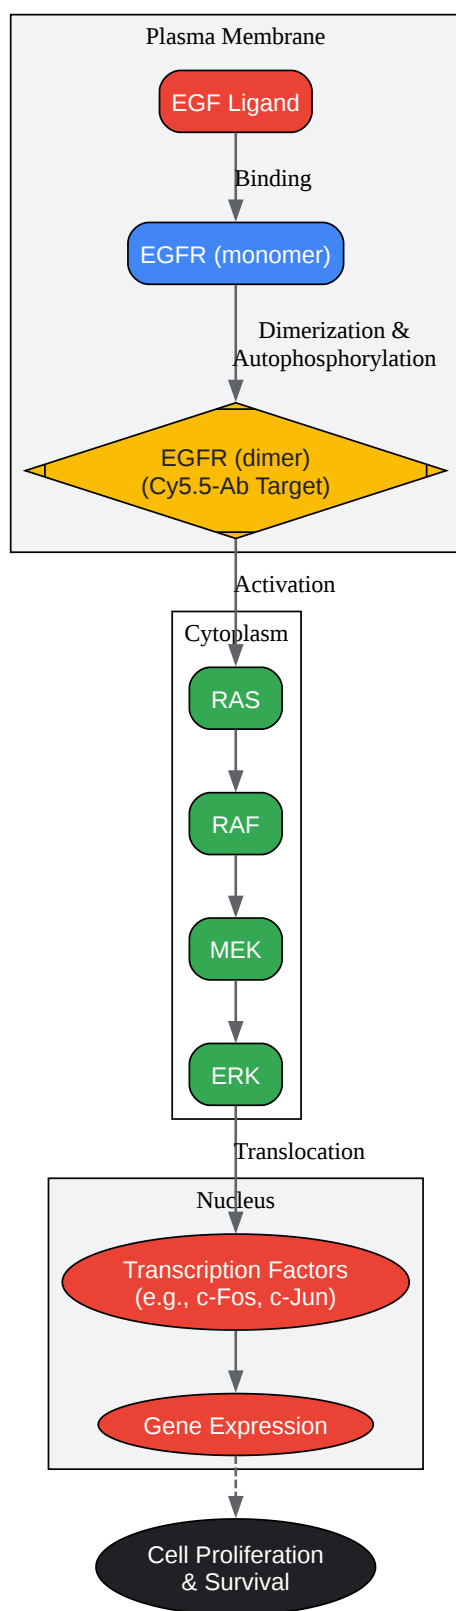 Plasma Membrane
EGF Ligand
Binding
EGFR (monomer)
Dimerization &
Autophosphorylation
EGFR (dimer)
(Cy5.5-Ab Target)
Activation
Cytoplasm
RAS
RAF
MEK
ERK
Translocation
Nucleus
Transcription Factors
(e.g., c-Fos, c-Jun)
Gene Expression
Cell Proliferation
& Survival